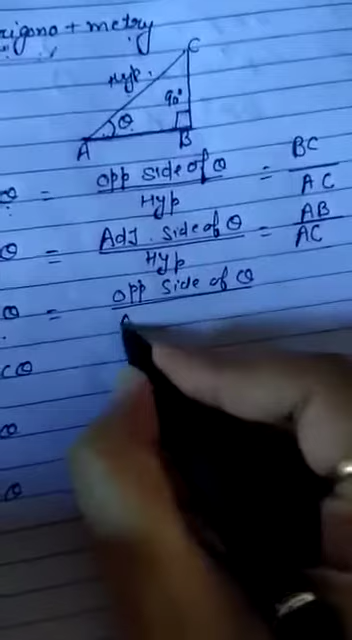 rigono + metry
C
Hyp.
90°
θ
A B
θ = Opp side of θ / Hyp = BC / AC
θ = Adj. side of θ / Hyp = AB / AC
θ = Opp side of θ / A
cθ
θ
θ